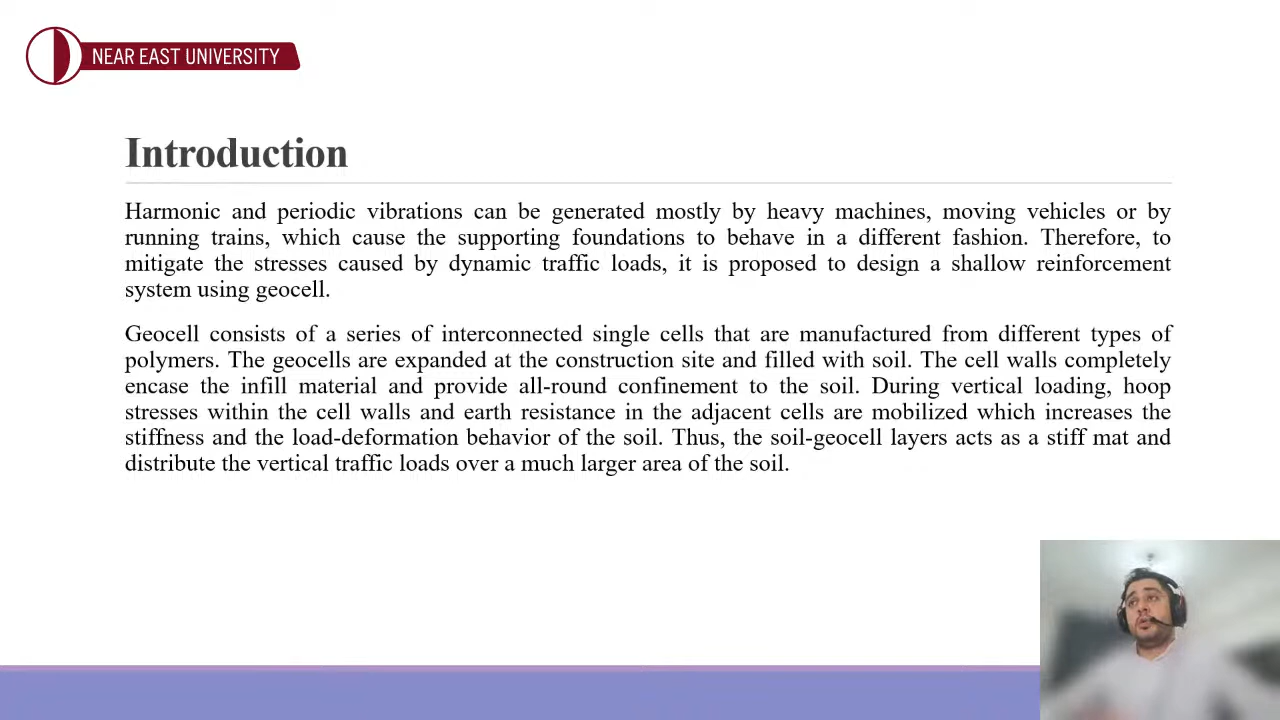 NEAR EAST UNIVERSITY
Introduction
Harmonic and periodic vibrations can be generated mostly by heavy machines, moving vehicles or by
running trains, which cause the supporting foundations to behave in a different fashion. Therefore, to
mitigate the stresses caused by dynamic traffic loads, it is proposed to design a shallow reinforcement
system using geocell.
Geocell consists of a series of interconnected single cells that are manufactured from different types of
polymers. The geocells are expanded at the construction site and filled with soil. The cell walls completely
encase the infill material and provide all-round confinement to the soil. During vertical loading, hoop
stresses within the cell walls and earth resistance in the adjacent cells are mobilized which increases the
stiffness and the load-deformation behavior of the soil. Thus, the soil-geocell layers acts as a stiff mat and
distribute the vertical traffic loads over a much larger area of the soil.